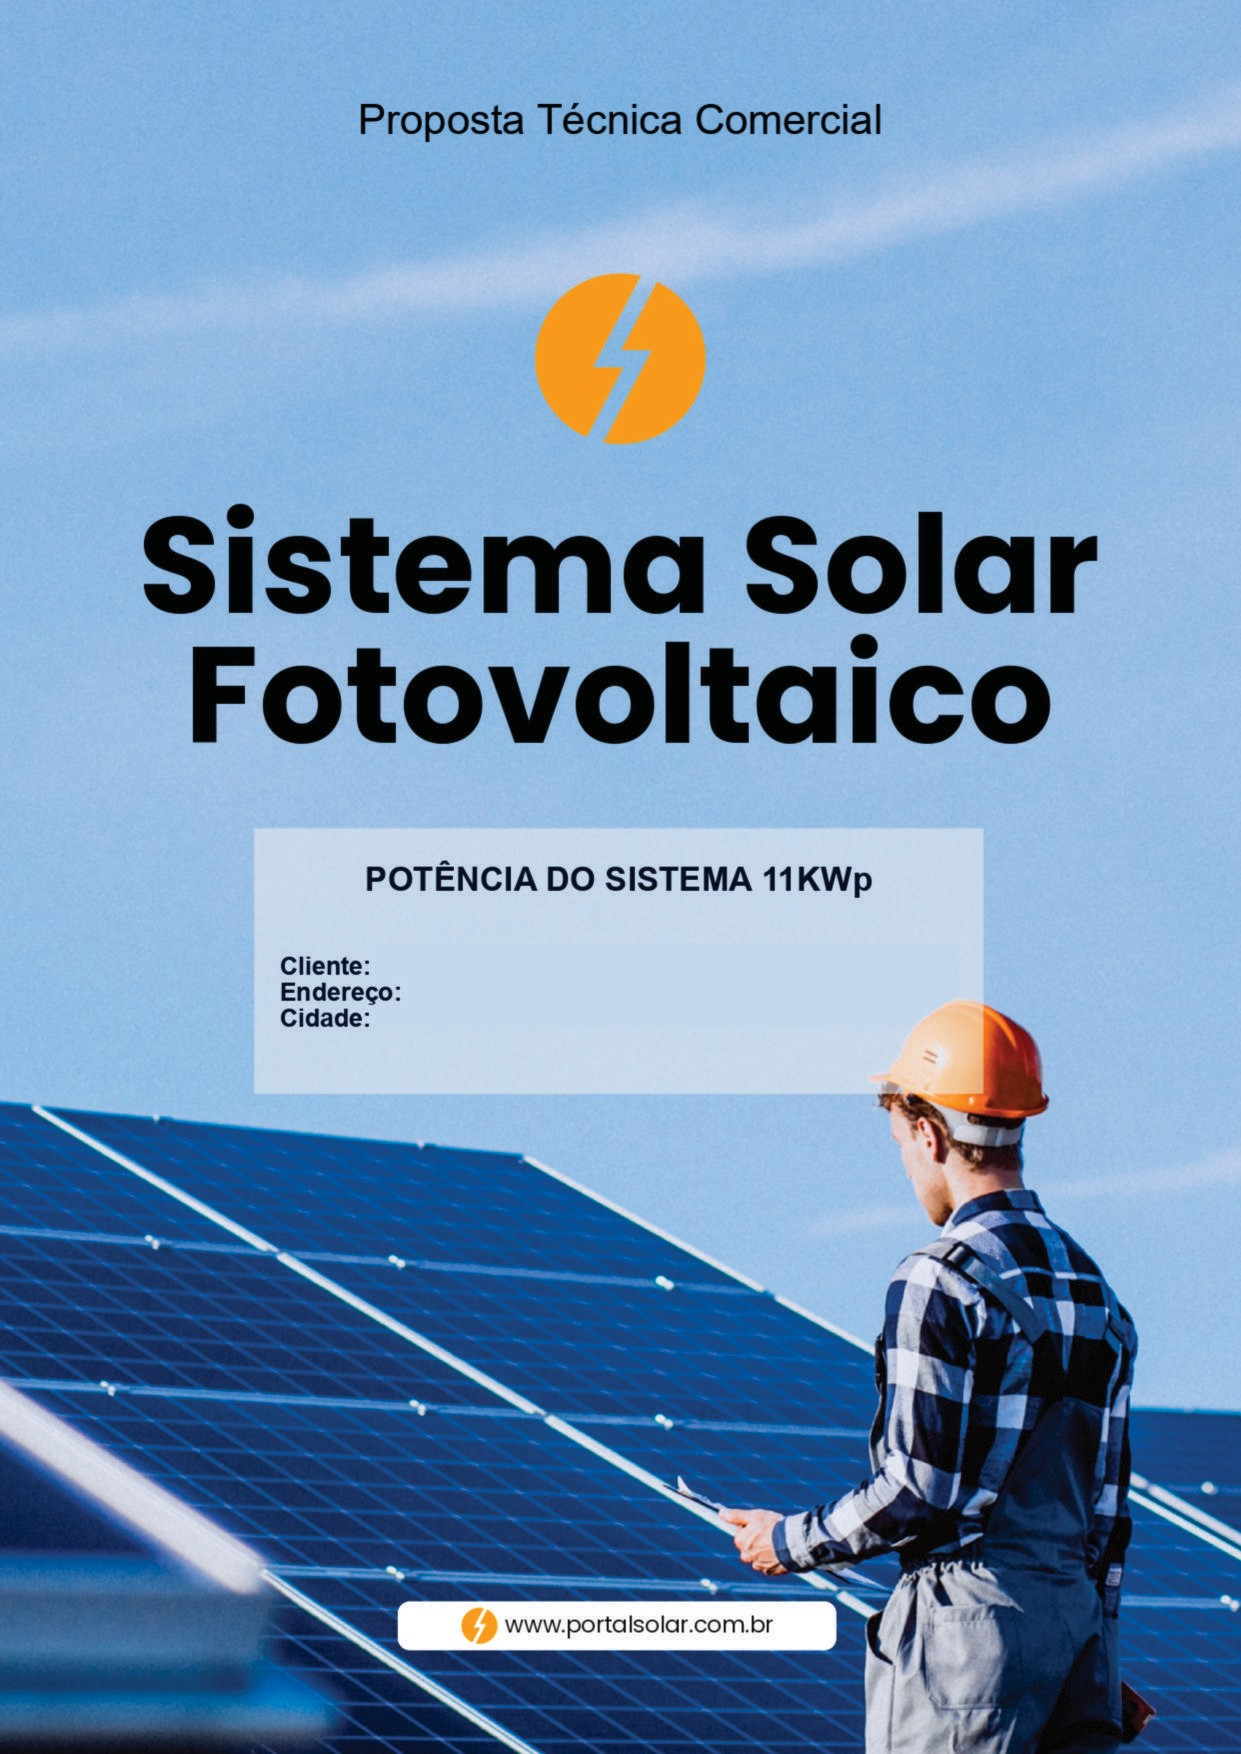 Proposta Técnica Comercial
Sistema Solar
Fotovoltaico
POTÊNCIA DO SISTEMA 11KWp
Cliente:
Endereço:
Cidade:
www.portalsolar.com.br